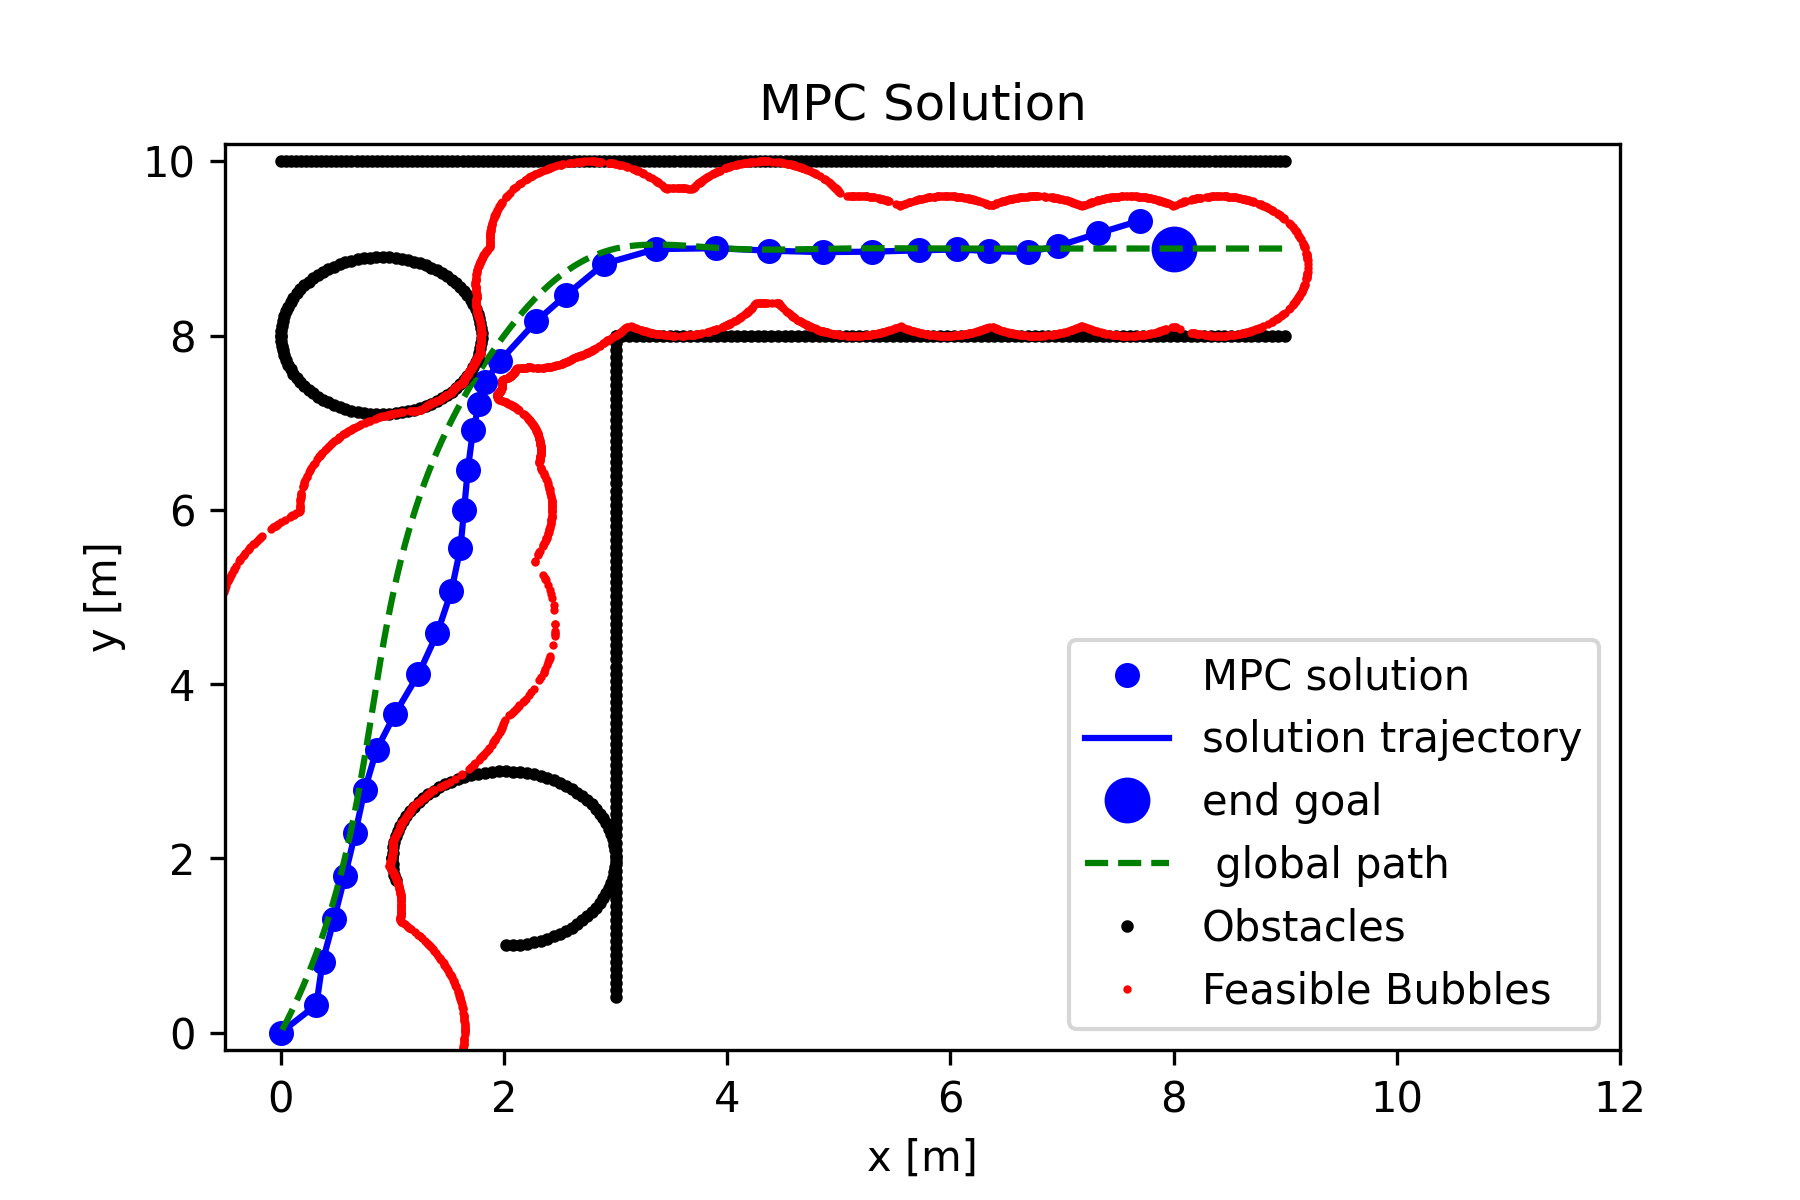 MPC Solution
10
8
6
4
2
0
y [m]
0 2 4 6 8 10 12
x [m]
MPC solution
solution trajectory
end goal
global path
Obstacles
Feasible Bubbles